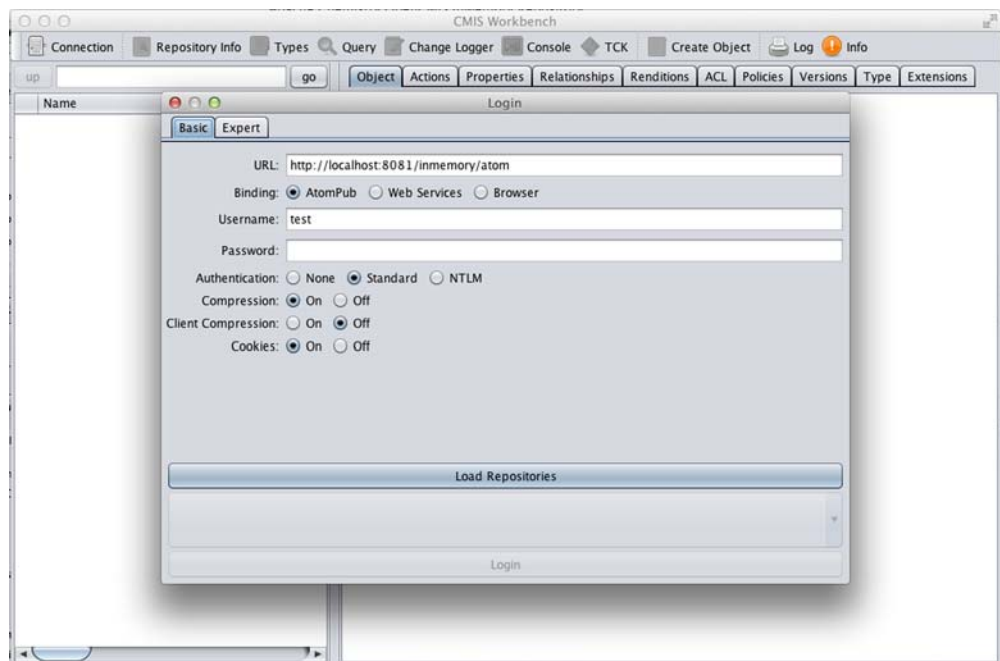 CMIS Workbench
Connection Repository Info Types Query Change Logger Console TCK Create Object Log Info
up go Object Actions Properties Relationships Renditions ACL Policies Versions Type Extensions
Name
Login
Basic Expert
URL: http://localhost:8081/inmemory/atom
Binding: AtomPub Web Services Browser
Username: test
Password:
Authentication: None Standard NTLM
Compression: On Off
Client Compression: On Off
Cookies: On Off
Load Repositories
Login